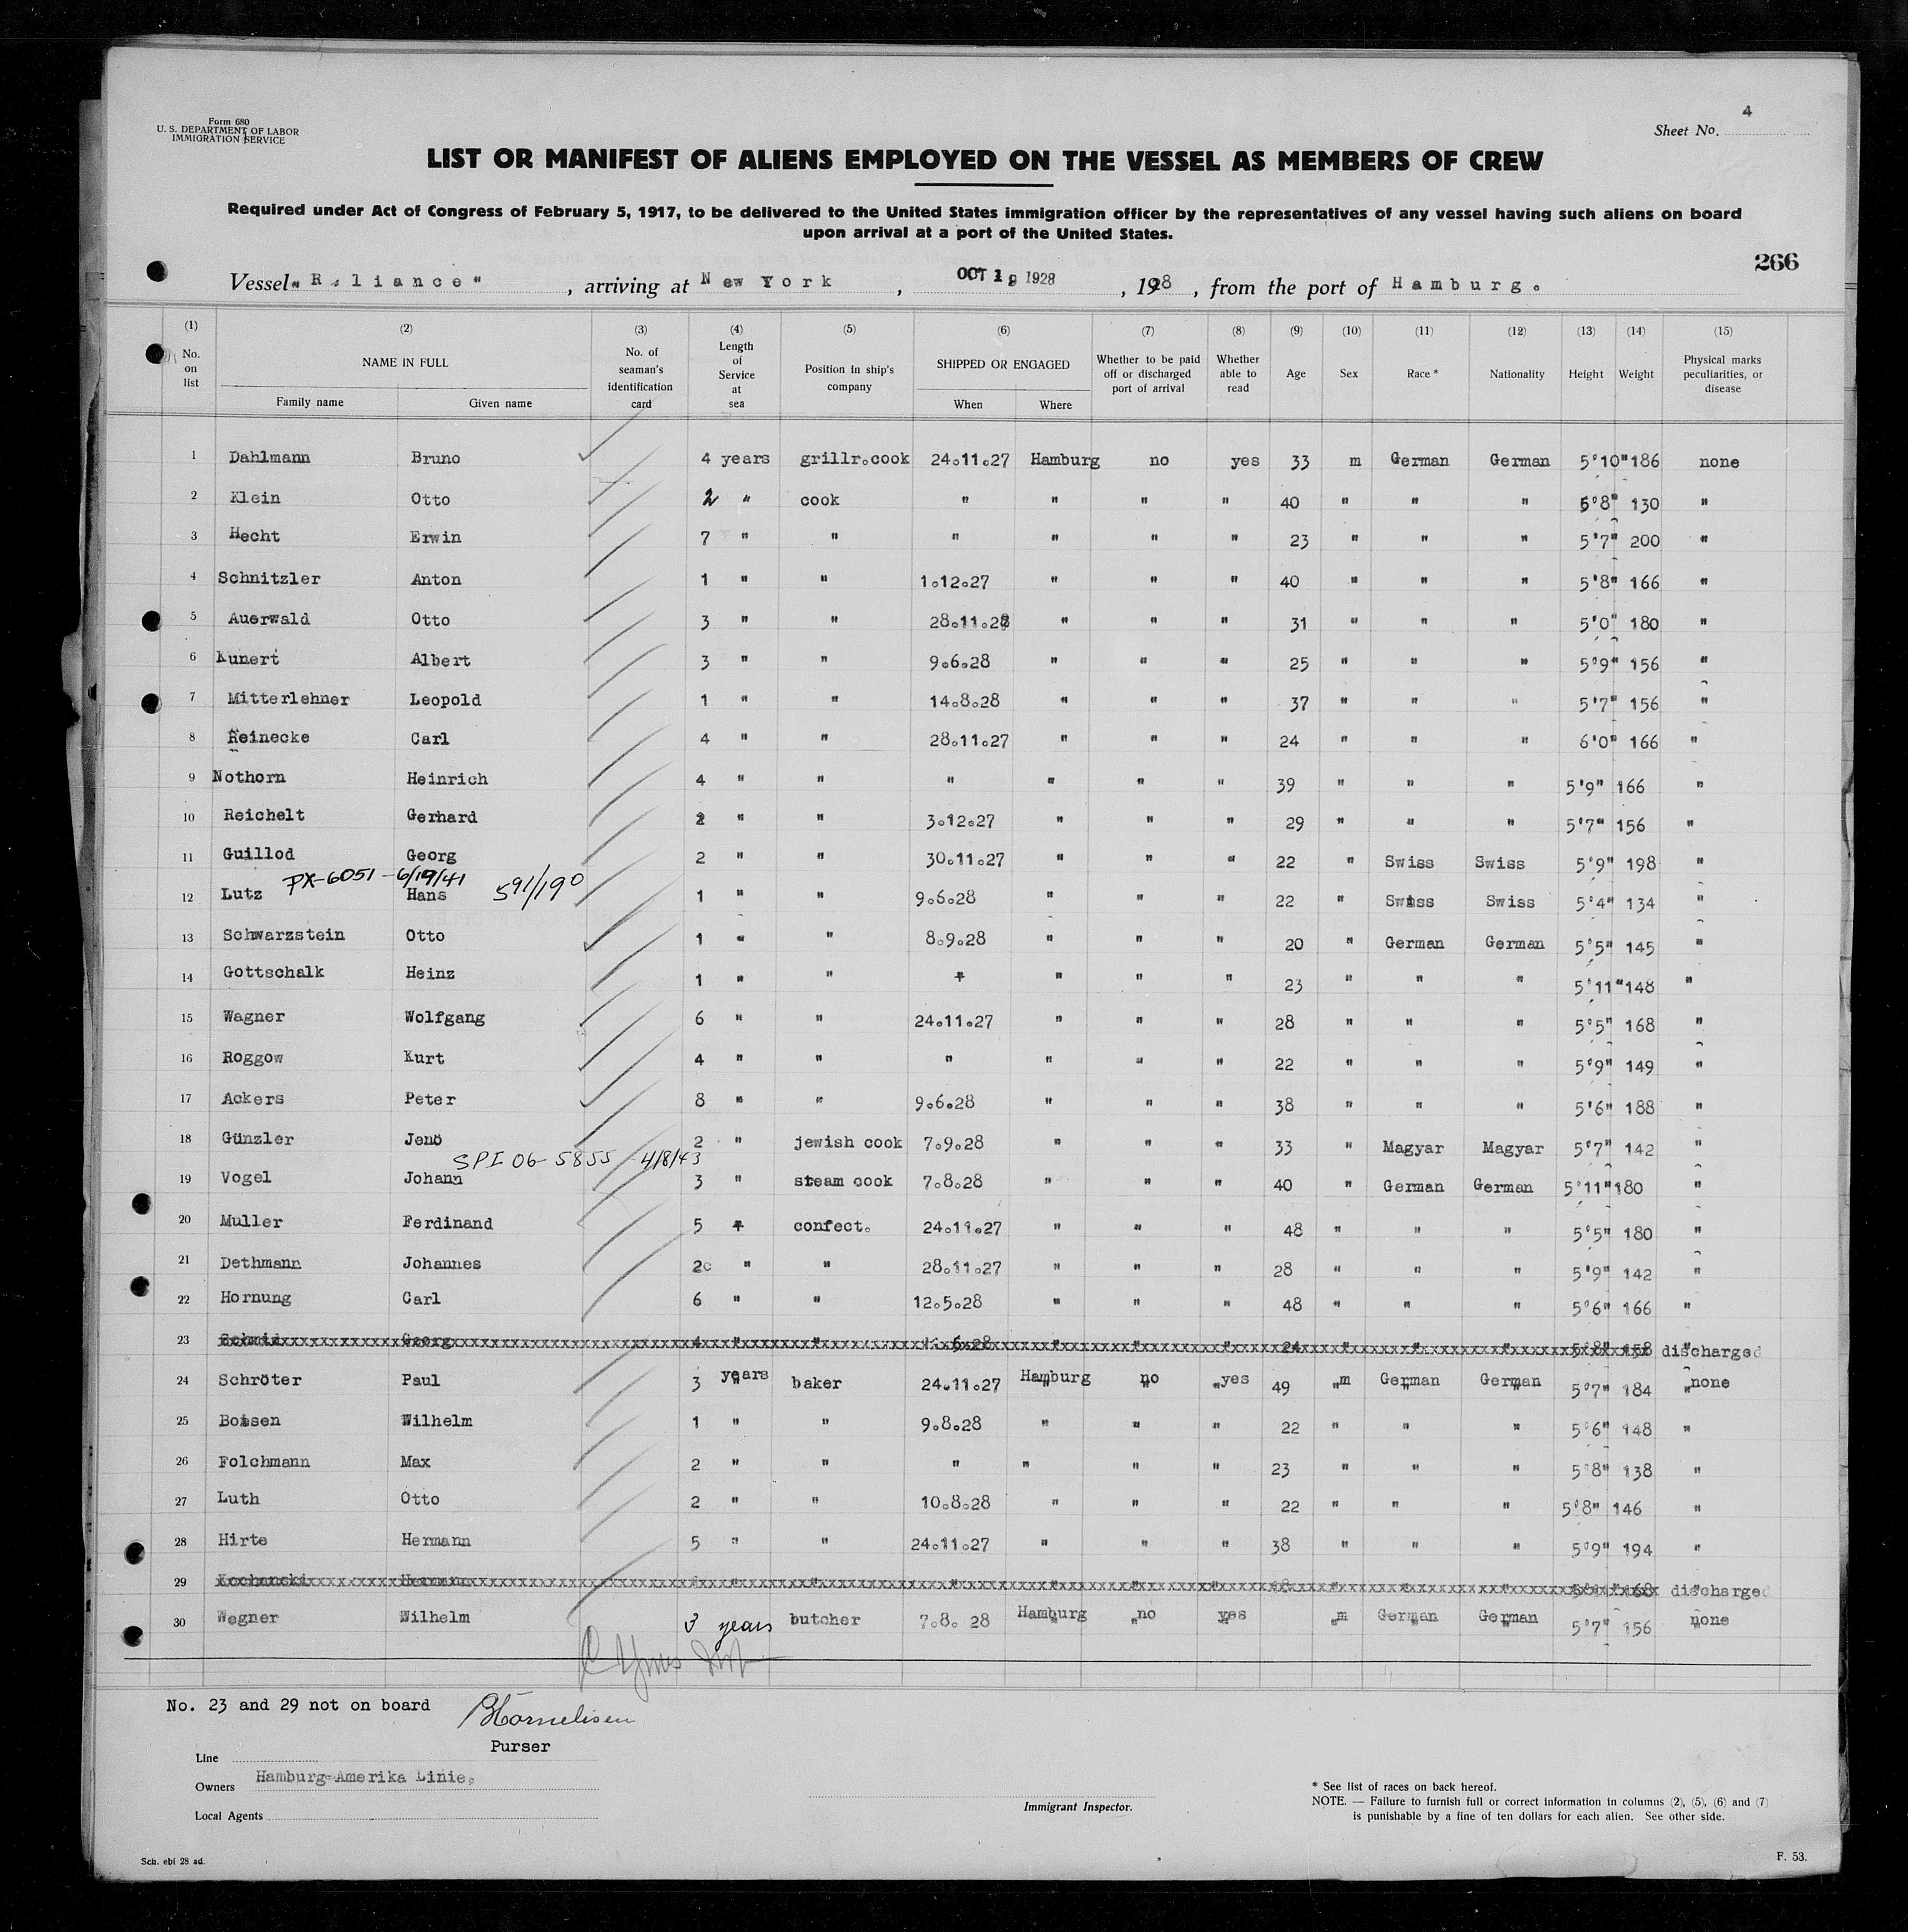 Form 680
U. S. DEPARTMENT OF LABOR
IMMIGRATION SERVICE
4
Sheet No.
LIST OR MANIFEST OF ALIENS EMPLOYED ON THE VESSEL AS MEMBERS OF CREW
Required under Act of Congress of February 5, 1917, to be delivered to the United States immigration officer by the representatives of any vessel having such aliens on board
upon arrival at a port of the United States.
266
Vessel "Reliance" , arriving at New York , OCT 19 1928 , 1928 , from the port of Hamburg.
(1) (2) (3) (4) (5) (6) (7) (8) (9) (10) (11) (12) (13) (14) (15)
No. on list NAME IN FULL Family name Given name No. of seaman's identification card Length of Service at sea Position in ship's company SHIPPED OR ENGAGED When Where Whether to be paid off or discharged port of arrival Whether able to read Age Sex Race * Nationality Height Weight Physical marks peculiarities, or disease
1 Dahlmann Bruno 4 years grillr.cook 24.11.27 Hamburg no yes 33 m German German 5'10" 186 none
2 Klein Otto 2 " cook " " " " 40 " " " 5'8" 130 "
3 Hecht Erwin 7 " " " " " " 23 " " " 5'7" 200 "
4 Schnitzler Anton 1 " " 1.12.27 " " " 40 " " " 5'8" 166 "
5 Auerwald Otto 3 " " 28.11.28 " " " 31 " " " 5'0" 180 "
6 Kunert Albert 3 " " 9.6.28 " " " 25 " " " 5'9" 156 "
7 Mitterlehner Leopold 1 " " 14.8.28 " " " 37 " " " 5'7" 156 "
8 Reinecke Carl 4 " " 28.11.27 " " " 24 " " " 6'0" 166 "
9 Nothorn Heinrich 4 " " " " " " 39 " " " 5'9" 166 "
10 Reichelt Gerhard 2 " " 3.12.27 " " " 29 " " " 5'7" 156 "
11 Guillod Georg 2 " " 30.11.27 " " " 22 " Swiss Swiss 5'9" 198 "
PX-6051 - 6/19/41 591/190
12 Lutz Hans 1 " " 9.6.28 " " " 22 " Swiss Swiss 5'4" 134 "
13 Schwarzstein Otto 1 " " 8.9.28 " " " 20 " German German 5'5" 145 "
14 Gottschalk Heinz 1 " " " " " " 23 " " " 5'11" 148 "
15 Wagner Wolfgang 6 " " 24.11.27 " " " 28 " " " 5'5" 168 "
16 Roggow Kurt 4 " " " " " " 22 " " " 5'9" 149 "
17 Ackers Peter 8 " " 9.6.28 " " " 38 " " " 5'6" 188 "
18 Günzler Jenö 2 " jewish cook 7.9.28 " " " 33 " Magyar Magyar 5'7" 142 "
SPI 06-5855 4/8/43
19 Vogel Johann 3 " steam cook 7.8.28 " " " 40 " German German 5'11" 180 "
20 Muller Ferdinand 5 " confect. 24.11.27 " " " 48 " " " 5'5" 180 "
21 Dethmann Johannes 2 " " 28.11.27 " " " 28 " " " 5'9" 142 "
22 Hornung Carl 6 " " 12.5.28 " " " 48 " " " 5'6" 166 "
23 Schmid Georg 4 " " " " " 24 " " " 5'8" 158 " discharged
24 Schröter Paul 3 years baker 24.11.27 Hamburg no yes 49 m German German 5'7" 184 none
25 Boisen Wilhelm 1 " " 9.8.28 " " " 22 " " " 5'6" 148 "
26 Folchmann Max 2 " " " " " " 23 " " " 5'8" 138 "
27 Luth Otto 2 " " 10.8.28 " " " 22 " " " 5'8" 146 "
28 Hirte Hermann 5 " " 24.11.27 " " " 38 " " " 5'9" 194 "
29 Kochanski Hermann " " " " " " " " " 168 " discharged
30 Wegner Wilhelm 3 years butcher 7.8.28 Hamburg no yes m German German 5'7" 156 none
No. 23 and 29 not on board
Purser
Line
Owners Hamburg-Amerika Linie.
Local Agents
Immigrant Inspector.
* See list of races on back hereof.
NOTE. — Failure to furnish full or correct information in columns (2), (5), (6) and (7)
is punishable by a fine of ten dollars for each alien. See other side.
Sch. ebi 28 ad.
F. 53.